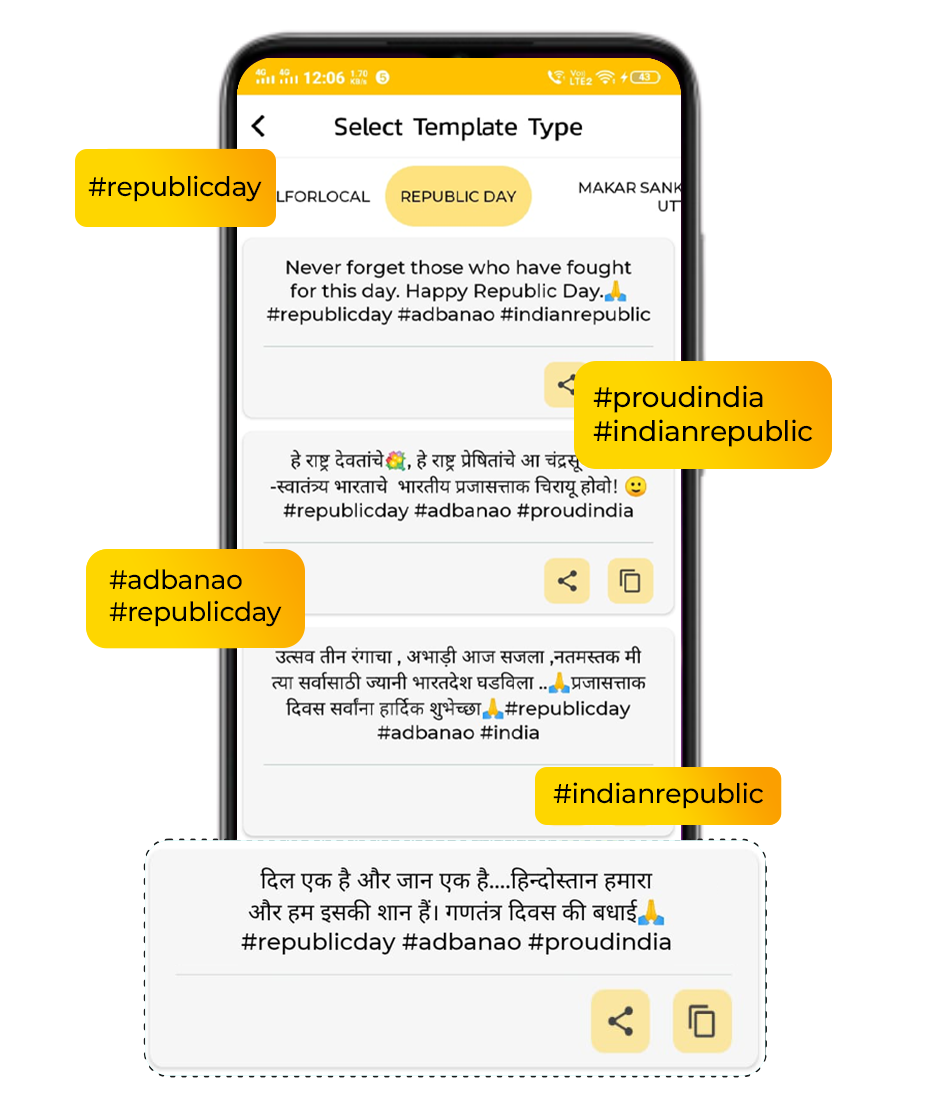 4G 4G 12:06 1.70 KB/s 5 Vo)) LTE2 43
Select Template Type
#republicday
LFORLOCAL
REPUBLIC DAY
MAKAR SANK
UT
Never forget those who have fought
for this day. Happy Republic Day.🙏
#republicday #adbanao #indianrepublic
#proudindia
#indianrepublic
हे राष्ट्र देवतांचे💐, हे राष्ट्र प्रेषितांचे आ चंद्रसू
-स्वातंत्र्य भारताचे भारतीय प्रजासत्ताक चिरायू होवो! 🙂
#republicday #adbanao #proudindia
#adbanao
#republicday
उत्सव तीन रंगाचा , अभाड़ी आज सजला ,नतमस्तक मी
त्या सर्वासाठी ज्यानी भारतदेश घडविला ..🙏प्रजासत्ताक
दिवस सर्वांना हार्दिक शुभेच्छा🙏#republicday
#adbanao #india
#indianrepublic
दिल एक है और जान एक है....हिन्दोस्तान हमारा
और हम इसकी शान हैं। गणतंत्र दिवस की बधाई🙏
#republicday #adbanao #proudindia